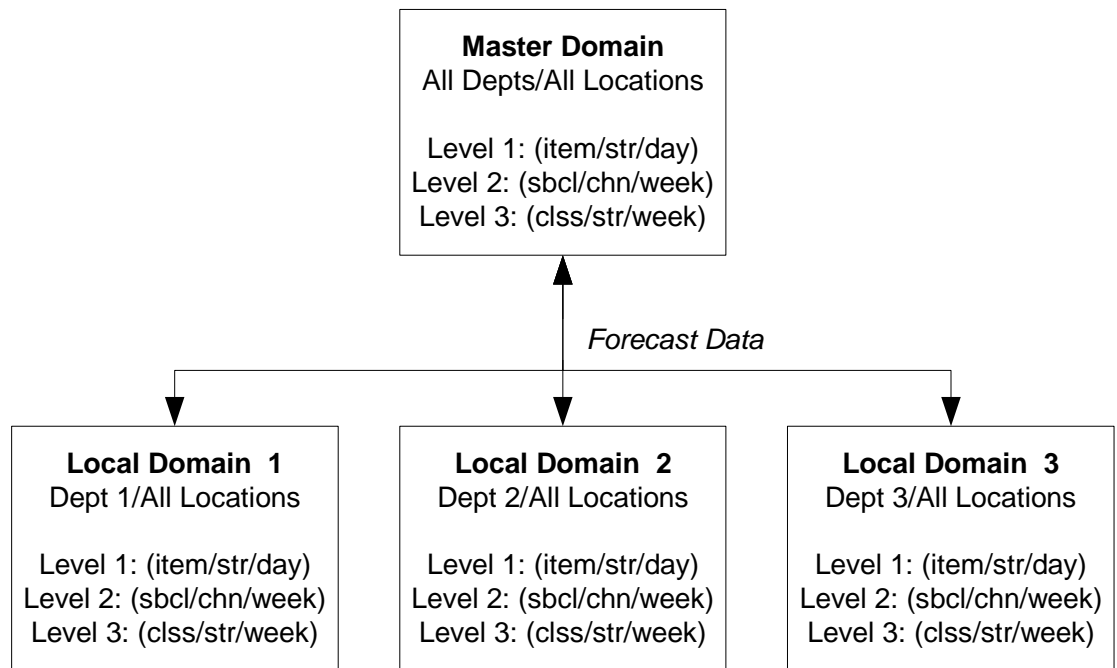 Master Domain
All Depts/All Locations
Level 1: (item/str/day)
Level 2: (sbcl/chn/week)
Level 3: (clss/str/week)
Forecast Data
Local Domain 1
Dept 1/All Locations
Level 1: (item/str/day)
Level 2: (sbcl/chn/week)
Level 3: (clss/str/week)
Local Domain 2
Dept 2/All Locations
Level 1: (item/str/day)
Level 2: (sbcl/chn/week)
Level 3: (clss/str/week)
Local Domain 3
Dept 3/All Locations
Level 1: (item/str/day)
Level 2: (sbcl/chn/week)
Level 3: (clss/str/week)